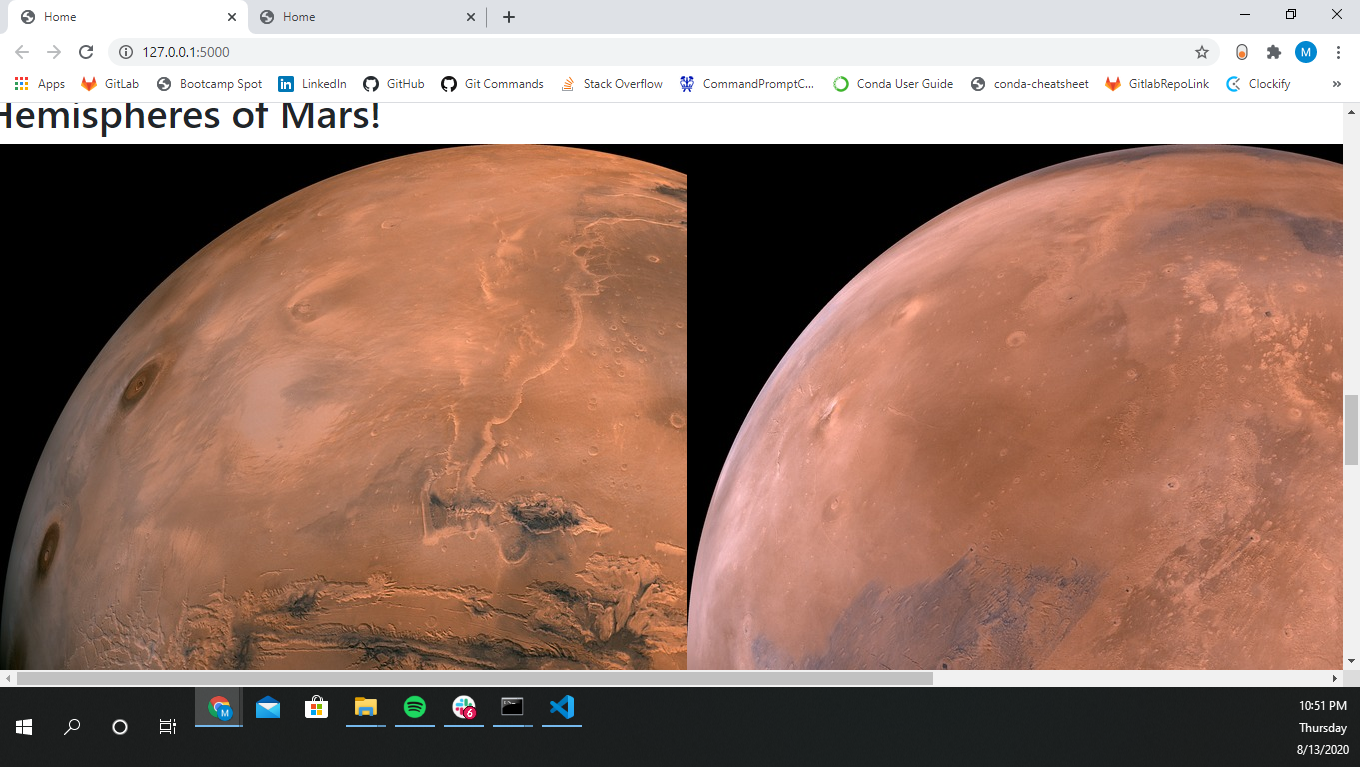 Home
Home
127.0.0.1:5000
M
Apps
GitLab
Bootcamp Spot
LinkedIn
GitHub
Git Commands
Stack Overflow
CommandPromptC...
Conda User Guide
conda-cheatsheet
GitlabRepoLink
Clockify
»
Hemispheres of Mars!
M
6
10:51 PM
Thursday
8/13/2020